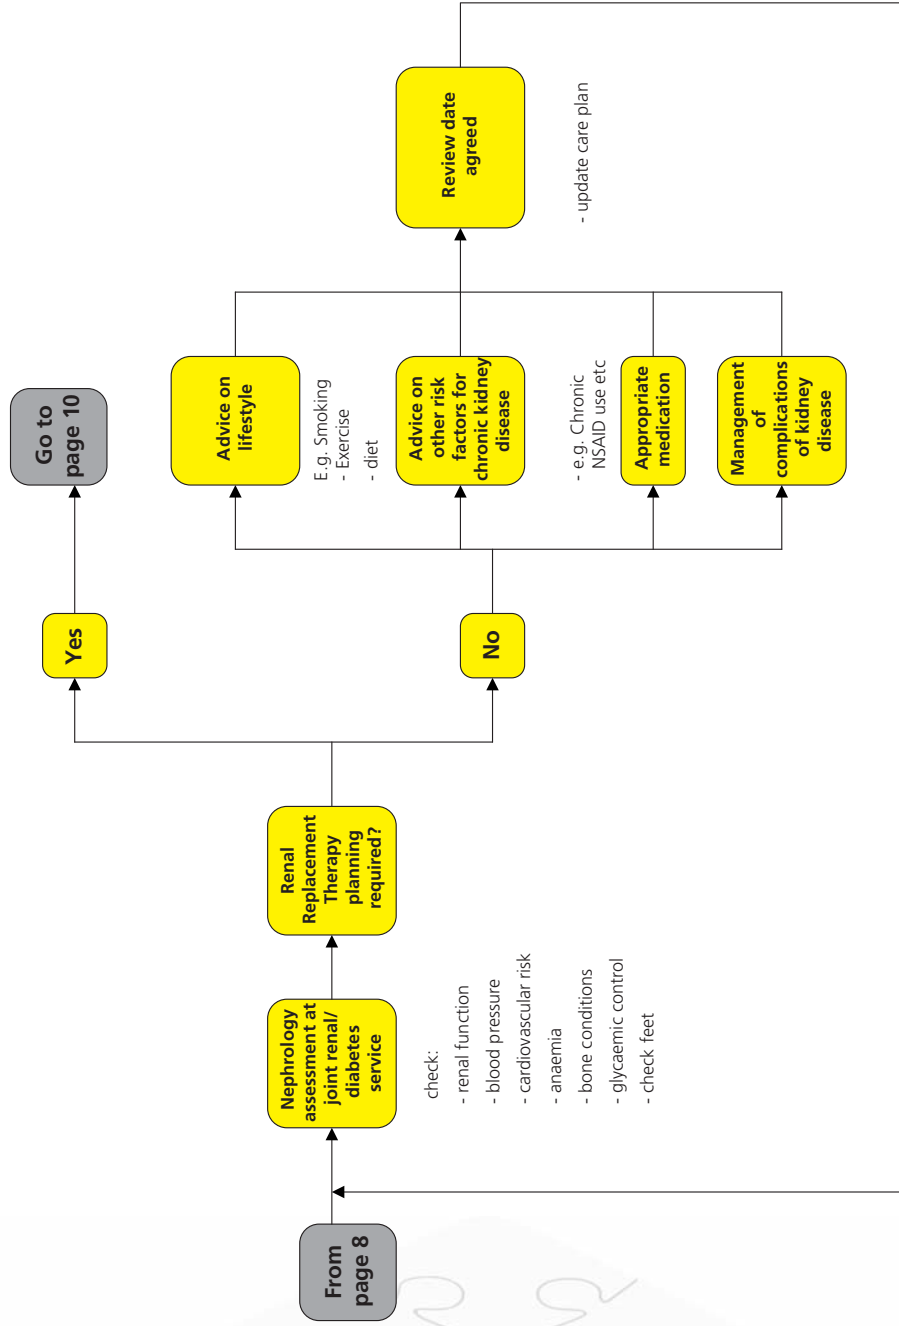 From
page 8
Nephrology
assessment at
joint renal/
diabetes
service
check:
- renal function
- blood pressure
- cardiovascular risk
- anaemia
- bone conditions
- glycaemic control
- check feet
Renal
Replacement
Therapy
planning
required?
Yes
Go to
page 10
No
Advice on
lifestyle
E.g. Smoking
- Exercise
- diet
Advice on
other risk
factors for
chronic kidney
disease
- e.g. Chronic
NSAID use etc
Appropriate
medication
Management
of
complications
of kidney
disease
Review date
agreed
- update care plan